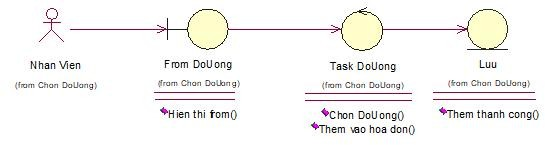 Nhan Vien
(from Chon DoUong)
From DoUong
(from Chon DoUong)
Hien thi from()
Task DoUong
(from Chon DoUong)
Chon DoUong()
Them vao hoa don()
Luu
(from Chon DoUong)
Them thanh cong()